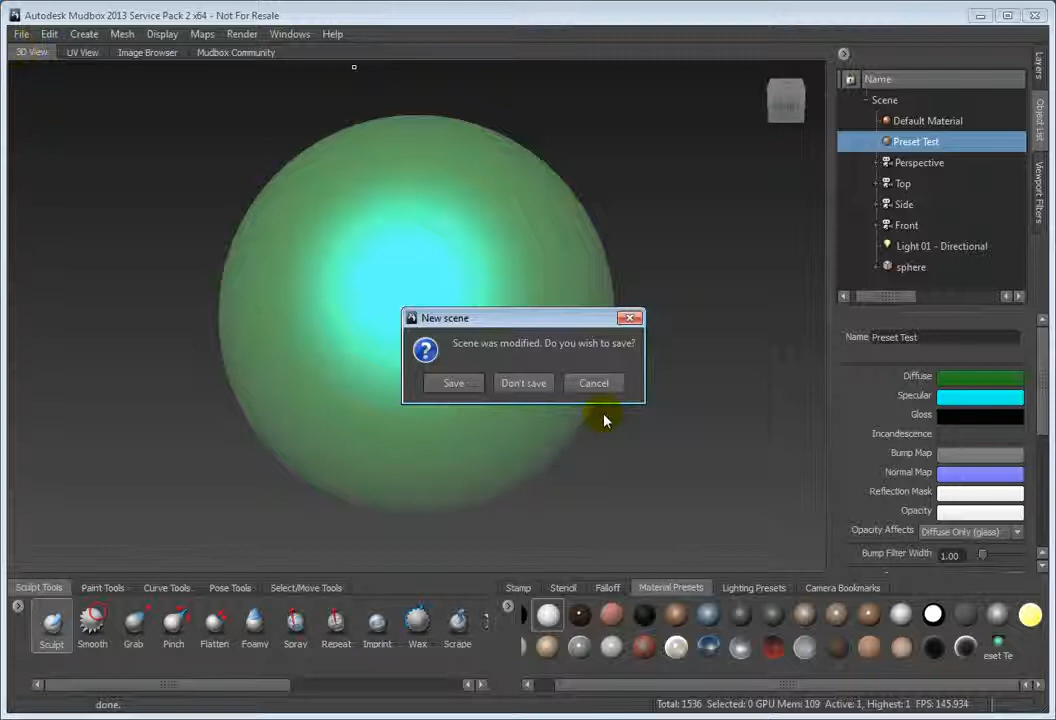 Autodesk Mudbox 2013 Service Pack 2 x64 - Not For Resale
File Edit Create Mesh Display Maps Render Windows Help
3D View UV View Image Browser Mudbox Community
Name
Scene
Default Material
Preset Test
Perspective
Top
Side
Front
Light 01 - Directional
sphere
Layers
Object List
Viewport Filters
New scene
Scene was modified. Do you wish to save?
Save Don't save Cancel
Name Preset Test
Diffuse
Specular
Gloss
Incandescence
Bump Map
Normal Map
Reflection Mask
Opacity
Opacity Affects Diffuse Only (glass)
Bump Filter Width 1.00
Sculpt Tools Paint Tools Curve Tools Pose Tools Select/Move Tools
Sculpt Smooth Grab Pinch Flatten Foamy Spray Repeat Imprint Wax Scrape
Stamp Stencil Falloff Material Presets Lighting Presets Camera Bookmarks
eset Te
done.
Total: 1536 Selected: 0 GPU Mem: 109 Active: 1, Highest: 1 FPS: 145.934